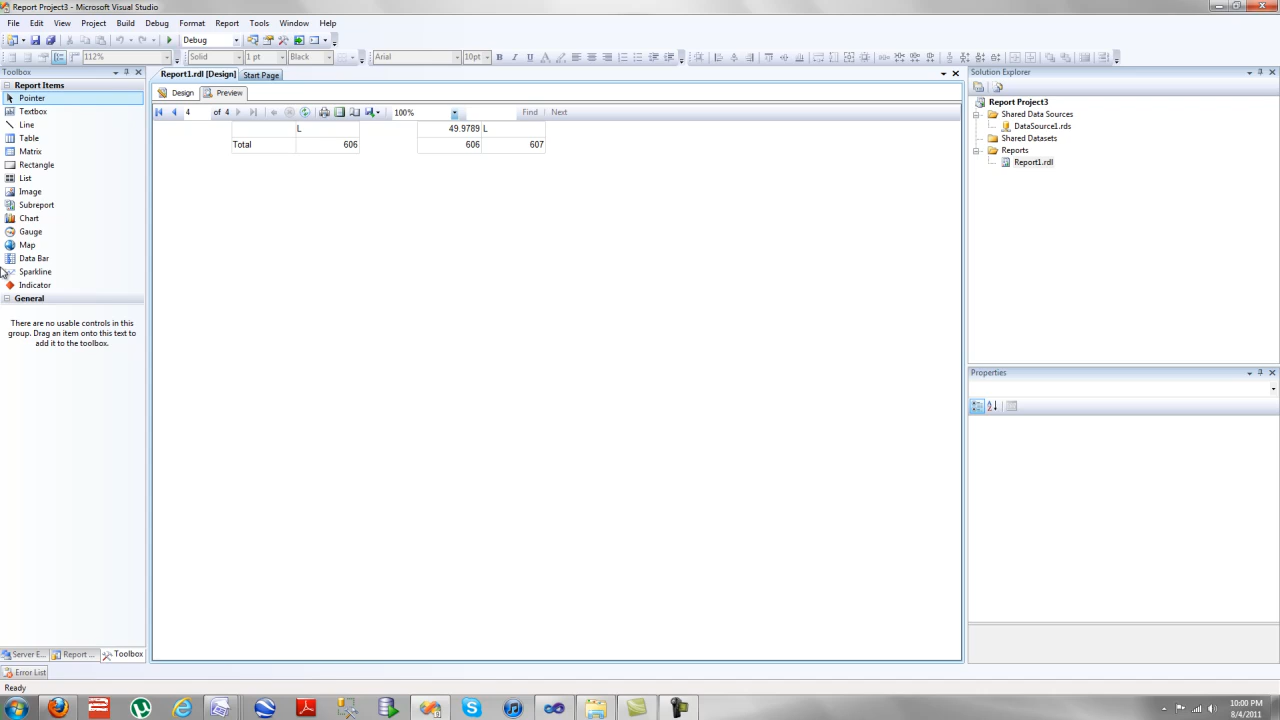 Report Project3 - Microsoft Visual Studio
File Edit View Project Build Debug Format Report Tools Window Help
Debug
112% Solid 1 pt Black Arial 10pt B I U A
Toolbox
Report Items
Pointer
Textbox
Line
Table
Matrix
Rectangle
List
Image
Subreport
Chart
Gauge
Map
Data Bar
Sparkline
Indicator
General
There are no usable controls in this
group. Drag an item onto this text to
add it to the toolbox.
Server E... Report ... Toolbox
Error List
Ready
Report1.rdl [Design] Start Page
Design Preview
4 of 4 100% Find Next
L 49.9789 L
Total 606 606 607
Solution Explorer
Report Project3
Shared Data Sources
DataSource1.rds
Shared Datasets
Reports
Report1.rdl
Properties
10:00 PM
8/4/2011